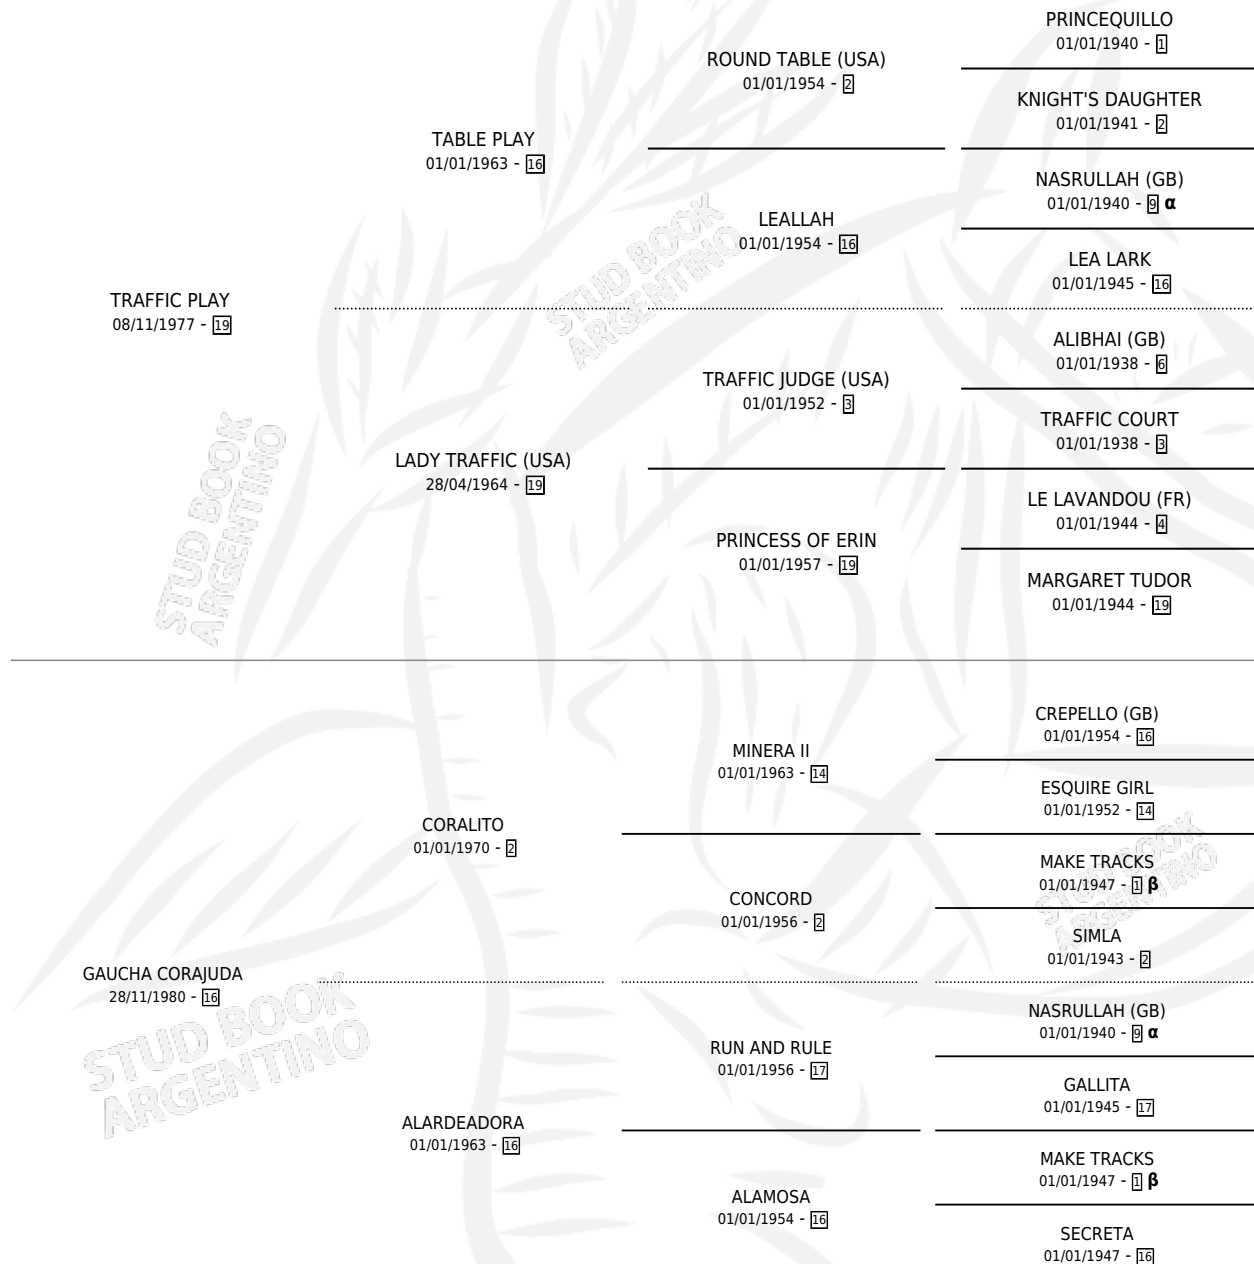 PRINCEQUILLO
01/01/1940 - 1
ROUND TABLE (USA)
01/01/1954 - 2
KNIGHT'S DAUGHTER
01/01/1941 - 2
TABLE PLAY
01/01/1963 - 16
NASRULLAH (GB)
01/01/1940 - 9 α
LEALLAH
01/01/1954 - 16
LEA LARK
01/01/1945 - 16
TRAFFIC PLAY
08/11/1977 - 19
ALIBHAI (GB)
01/01/1938 - 6
TRAFFIC JUDGE (USA)
01/01/1952 - 3
TRAFFIC COURT
01/01/1938 - 3
LADY TRAFFIC (USA)
28/04/1964 - 19
LE LAVANDOU (FR)
01/01/1944 - 4
PRINCESS OF ERIN
01/01/1957 - 19
MARGARET TUDOR
01/01/1944 - 19
CREPELLO (GB)
01/01/1954 - 16
MINERA II
01/01/1963 - 14
ESQUIRE GIRL
01/01/1952 - 14
CORALITO
01/01/1970 - 2
MAKE TRACKS
01/01/1947 - 1 β
CONCORD
01/01/1956 - 2
SIMLA
01/01/1943 - 2
GAUCHA CORAJUDA
28/11/1980 - 16
NASRULLAH (GB)
01/01/1940 - 9 α
RUN AND RULE
01/01/1956 - 17
GALLITA
01/01/1945 - 17
ALARDEADORA
01/01/1963 - 16
MAKE TRACKS
01/01/1947 - 1 β
ALAMOSA
01/01/1954 - 16
SECRETA
01/01/1947 - 16
STUD BOOK
ARGENTINO
STUD BOOK
ARGENTINO
STUD BOOK
ARGENTINO
STUD BOOK
ARGENTINO